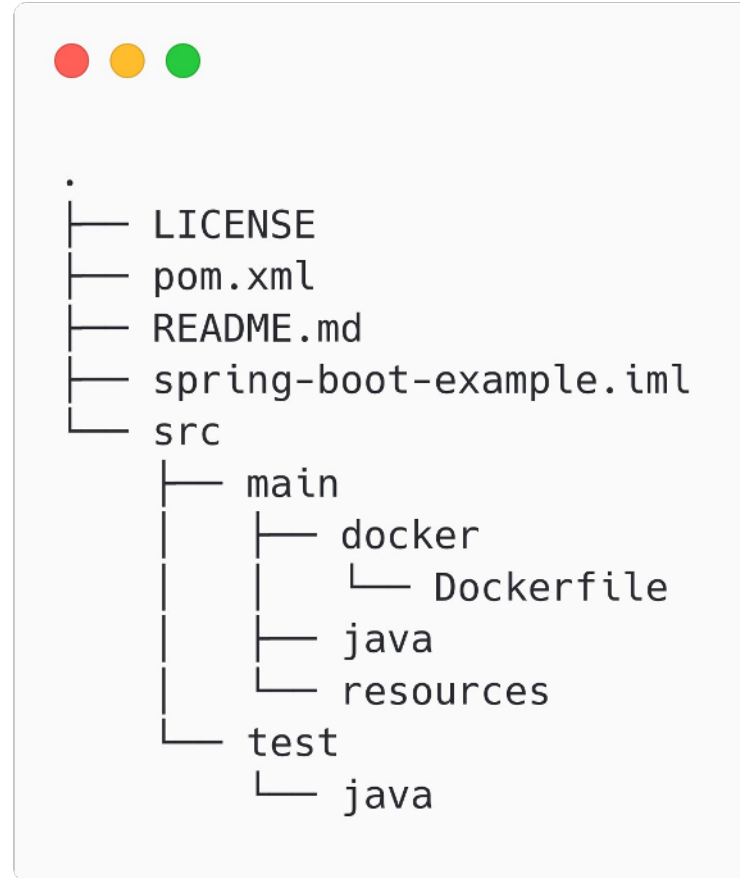 .
├── LICENSE
├── pom.xml
├── README.md
├── spring-boot-example.iml
└── src
    ├── main
    │   ├── docker
    │   │   └── Dockerfile
    │   ├── java
    │   └── resources
    └── test
        └── java